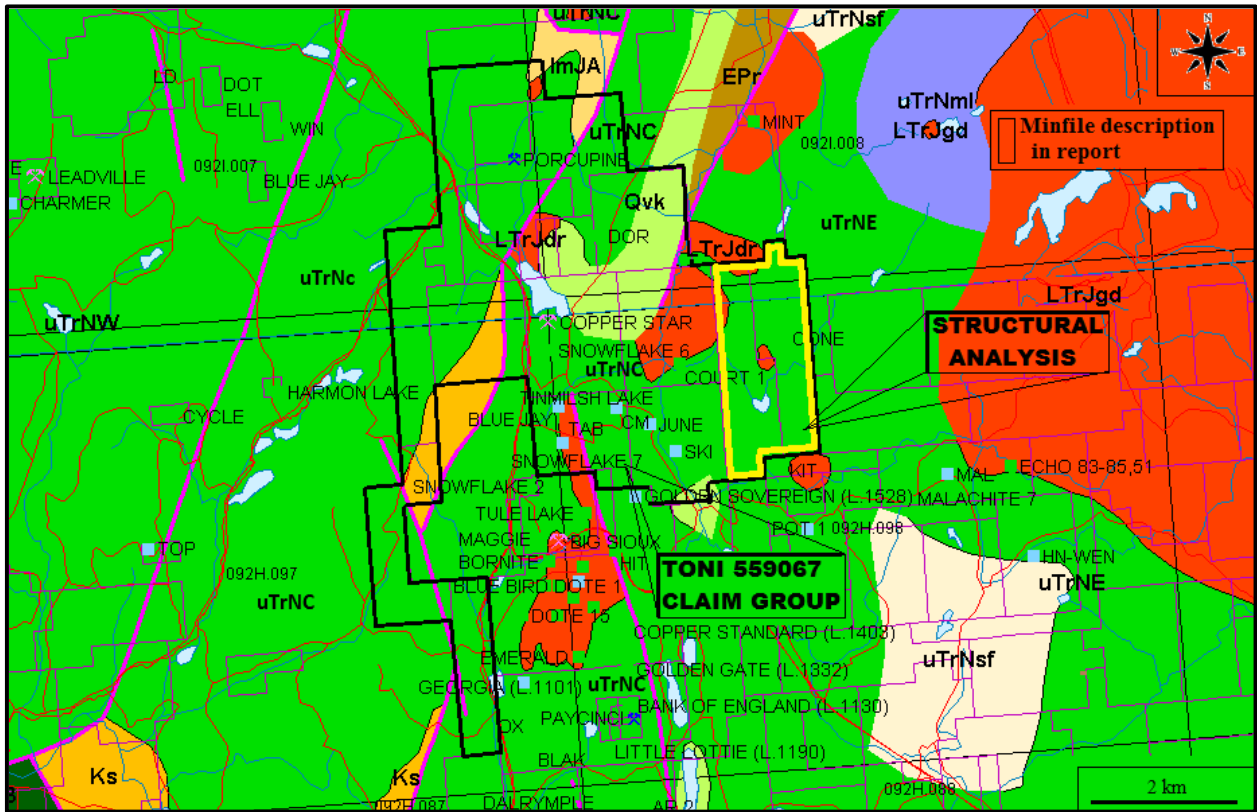 uTrNC
uTrNsf
N
W
S
LD
DOT
ELL
WIN
lmJA
EPr
uTrNml
LTrJgd
MINT
092I.008
Minfile description
in report
uTrNC
092I.007
PORCUPINE
LEADVILLE
BLUE JAY
CHARMER
Qvk
DOR
uTrNE
LTrJdr
LTrJdr
uTrNc
LTrJgd
uTrNW
COPPER STAR
CONE
STRUCTURAL
ANALYSIS
SNOWFLAKE 6
uTrNC
COURT 1
HARMON LAKE
TINMILSH LAKE
CYCLE
BLUE JAY
TAB
CM
JUNE
SKI
SNOWFLAKE 7
KIT
MAL
ECHO 83-85,51
SNOWFLAKE 2
GOLDEN SOVEREIGN (L.1528)
MALACHITE 7
TULE LAKE
POT 1
092H.098
MAGGIE
BIG SIOUX
TOP
BORNITE
HIT
HN-WEN
TONI 559067
CLAIM GROUP
092H.097
uTrNC
BLUE BIRD
DOTE 1
uTrNE
DOTE 15
COPPER STANDARD (L.1403)
EMERALD
GOLDEN GATE (L.1332)
uTrNsf
GEORGIA (L.1101)
uTrNC
PAYCINCI
BANK OF ENGLAND (L.1130)
OX
BLAK
LITTLE LOTTIE (L.1190)
Ks
Ks
2 km
092H.088
092H.087
DALRYMPLE